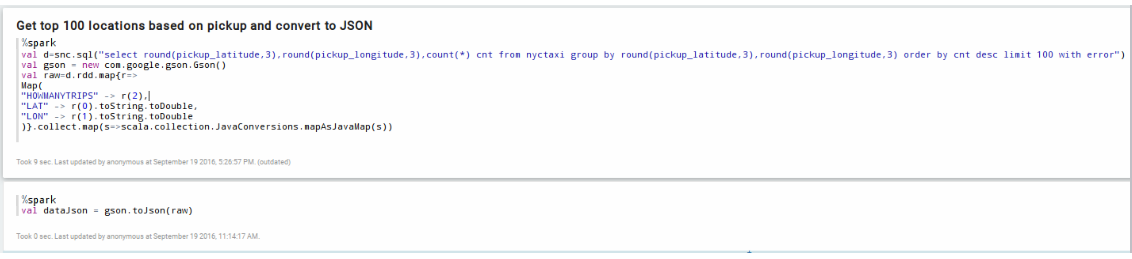 Get top 100 locations based on pickup and convert to JSON
%spark
val d=snc.sql("select round(pickup_latitude,3),round(pickup_longitude,3),count(*) cnt from nyctaxi group by round(pickup_latitude,3),round(pickup_longitude,3) order by cnt desc limit 100 with error")
val gson = new com.google.gson.Gson()
val raw=d.rdd.map{r=>
Map(
"HOWMANYTRIPS" -> r(2),
"LAT" -> r(0).toString.toDouble,
"LON" -> r(1).toString.toDouble
)}.collect.map(s=>scala.collection.JavaConversions.mapAsJavaMap(s))
Took 9 sec. Last updated by anonymous at September 19 2016, 5:26:57 PM. (outdated)
%spark
val dataJson = gson.toJson(raw)
Took 0 sec. Last updated by anonymous at September 19 2016, 11:14:17 AM.